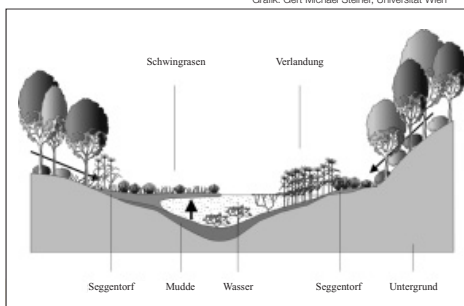 Grafik: Gert Michael Steiner, Universität Wien
Schwingrasen Verlandung
Seggentorf Mudde Wasser Seggentorf Untergrund